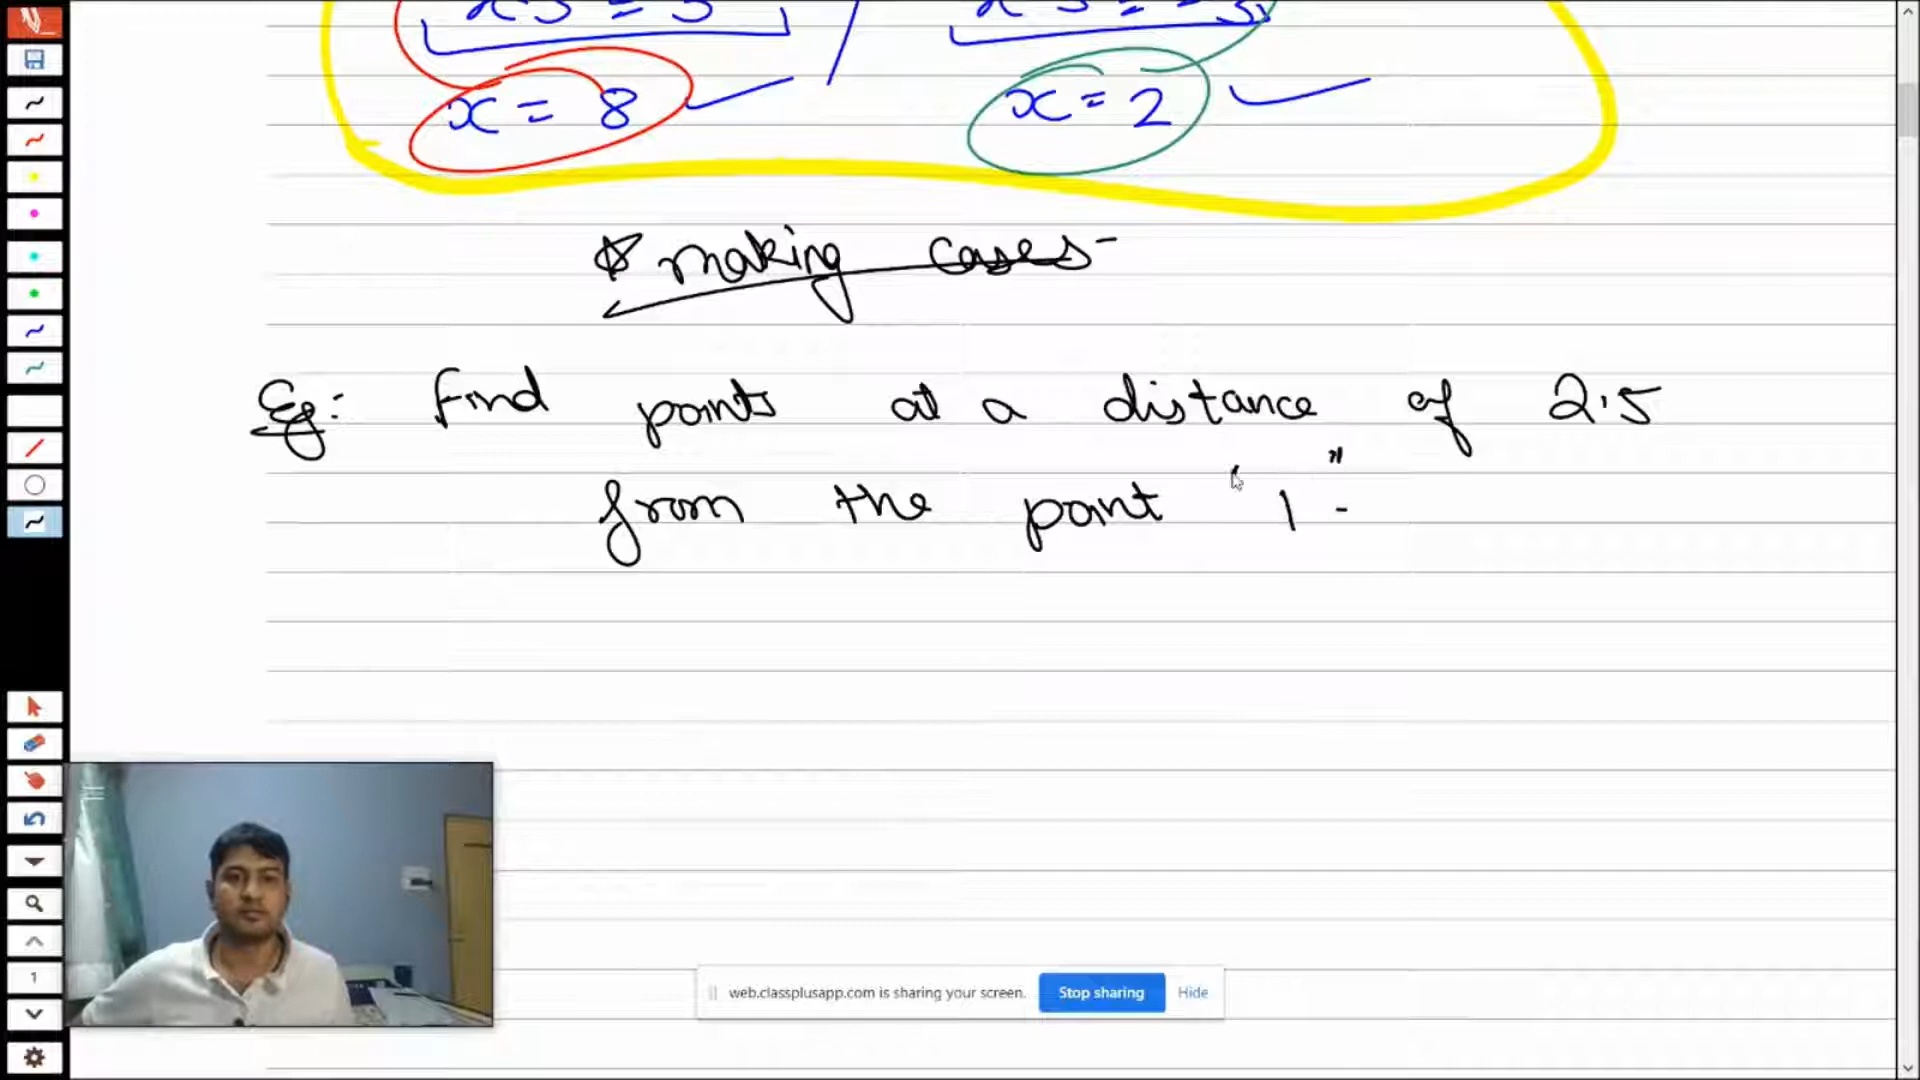 x = 8
x = 2
making cases -
Eg: Find points at a distance of 2.5
from the point "1".
1
web.classplusapp.com is sharing your screen. Stop sharing Hide